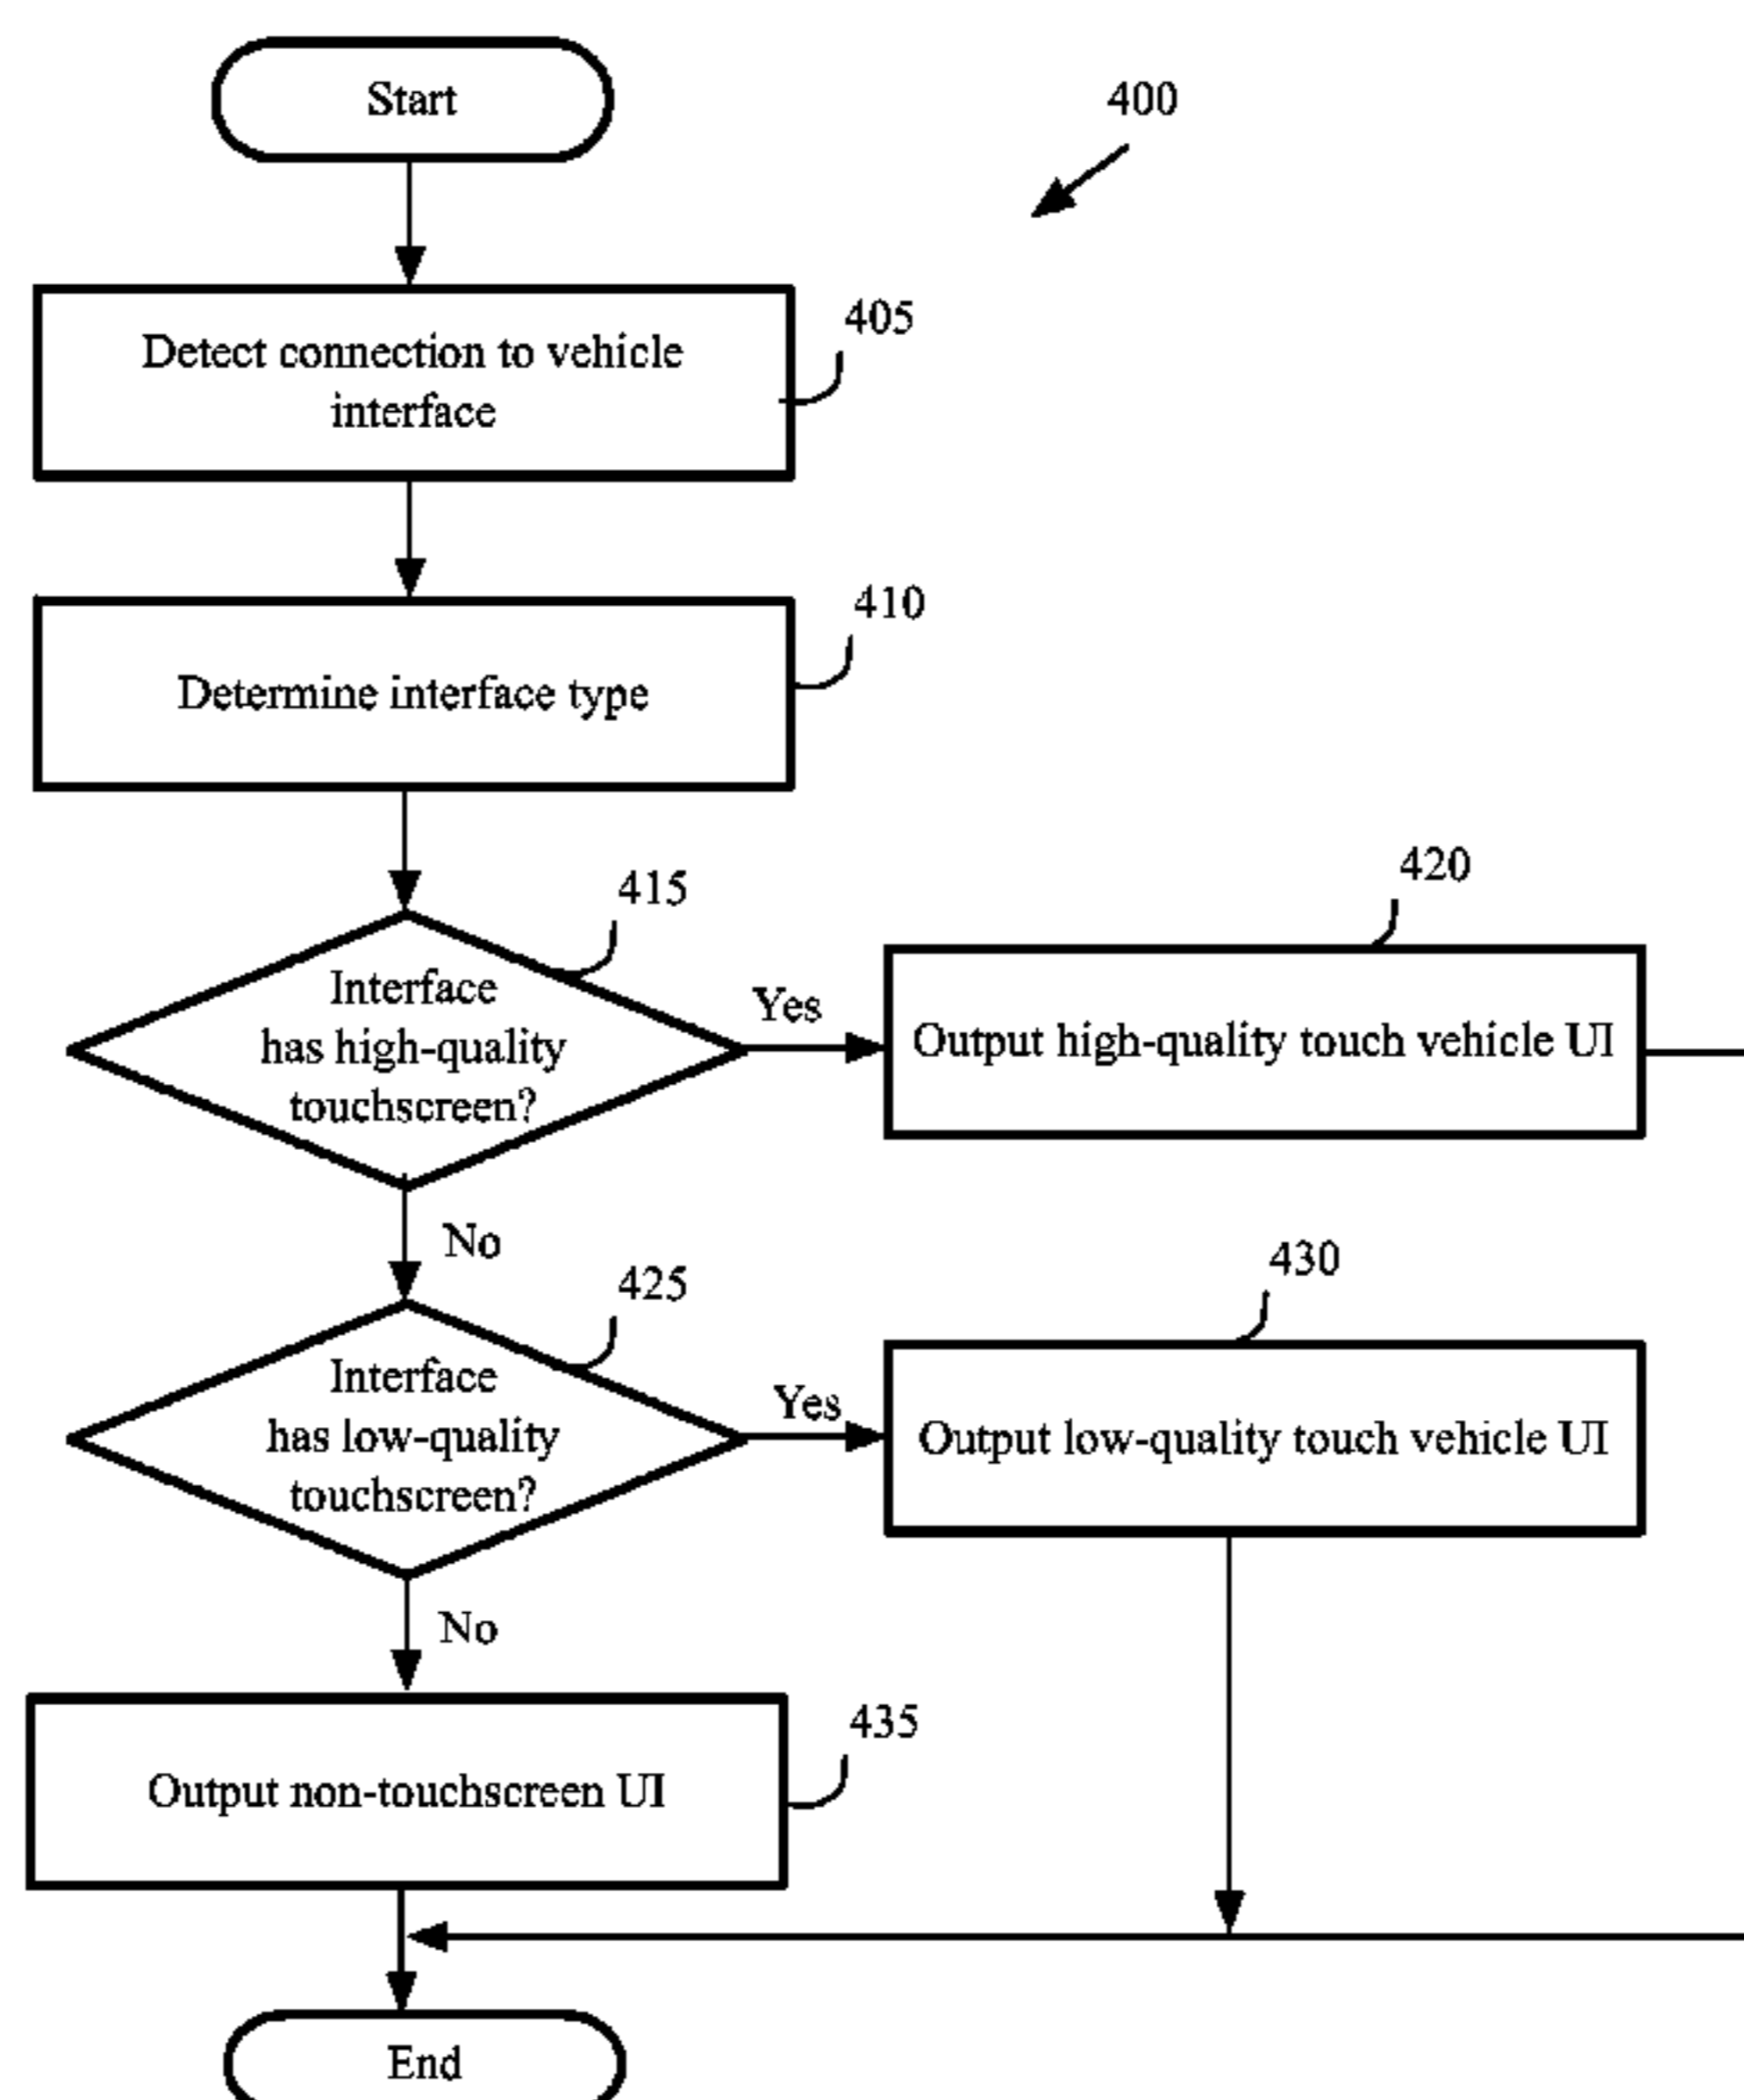 Start
400
Detect connection to vehicle
interface
405
Determine interface type
410
Interface
has high-quality
touchscreen?
415
Yes
Output high-quality touch vehicle UI
420
No
Interface
has low-quality
touchscreen?
425
Yes
Output low-quality touch vehicle UI
430
No
Output non-touchscreen UI
435
End